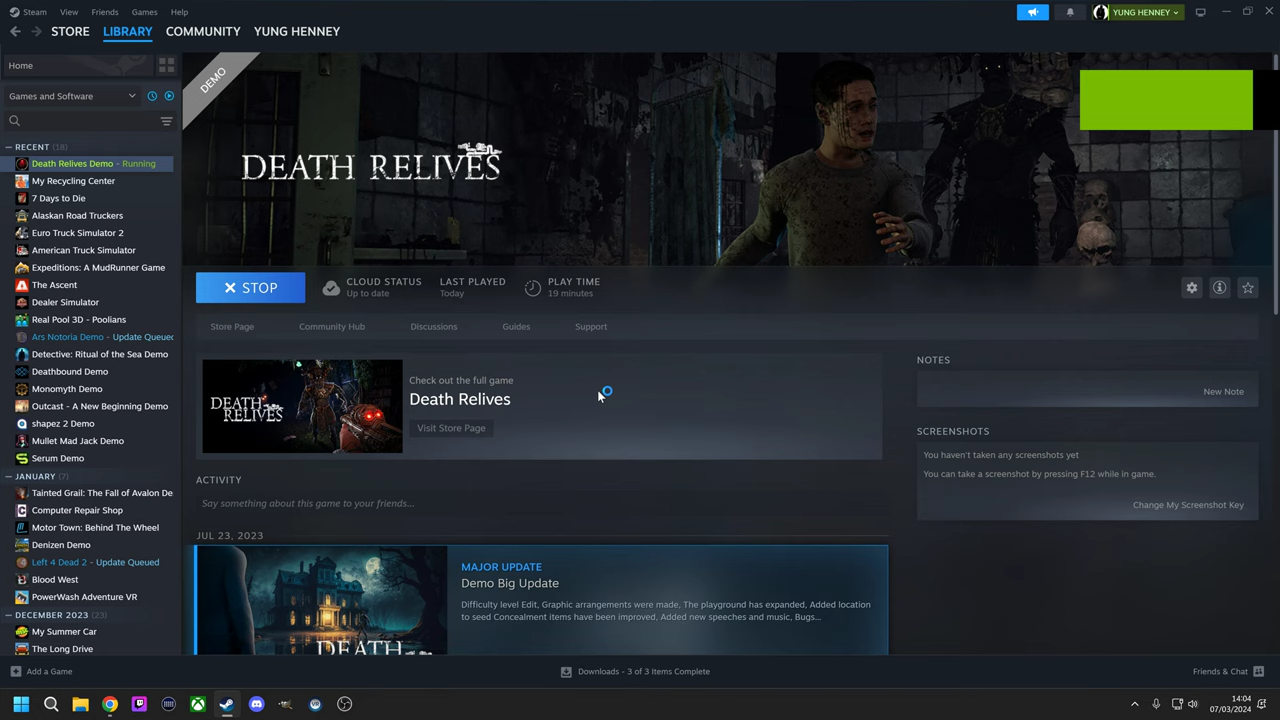 Steam View Friends Games Help
YUNG HENNEY
STORE LIBRARY COMMUNITY YUNG HENNEY
Home
Games and Software
RECENT (18)
Death Relives Demo - Running
My Recycling Center
7 Days to Die
Alaskan Road Truckers
Euro Truck Simulator 2
American Truck Simulator
Expeditions: A MudRunner Game
The Ascent
Dealer Simulator
Real Pool 3D - Poolians
Ars Notoria Demo - Update Queued
Detective: Ritual of the Sea Demo
Deathbound Demo
Monomyth Demo
Outcast - A New Beginning Demo
shapez 2 Demo
Mullet Mad Jack Demo
Serum Demo
JANUARY (7)
Tainted Grail: The Fall of Avalon De
Computer Repair Shop
Motor Town: Behind The Wheel
Denizen Demo
Left 4 Dead 2 - Update Queued
Blood West
PowerWash Adventure VR
DECEMBER 2023 (23)
My Summer Car
The Long Drive
DEMO
DEATH RELIVES
STOP
CLOUD STATUS
Up to date
LAST PLAYED
Today
PLAY TIME
19 minutes
Store Page Community Hub Discussions Guides Support
DEATH
RELIVES
Check out the full game
Death Relives
Visit Store Page
NOTES
New Note
SCREENSHOTS
You haven't taken any screenshots yet
You can take a screenshot by pressing F12 while in game.
Change My Screenshot Key
ACTIVITY
Say something about this game to your friends...
JUL 23, 2023
DEATH
MAJOR UPDATE
Demo Big Update
Difficulty level Edit, Graphic arrangements were made, The playground has expanded, Added location
to seed Concealment items have been improved, Added new speeches and music, Bugs...
Add a Game
Downloads - 3 of 3 Items Complete
Friends & Chat
14:04
07/03/2024